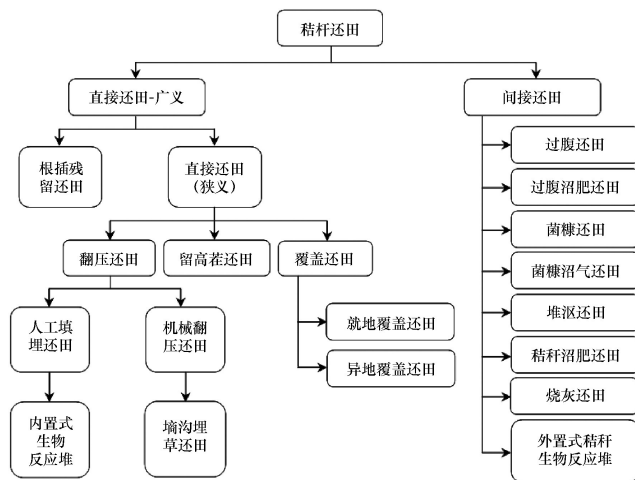 秸杆还田
直接还田-广义
间接还田
根插残
留还田
直接还田
（狭义）
翻压还田
留高茬还田
覆盖还田
人工填
埋还田
机械翻
压还田
就地覆盖还田
异地覆盖还田
内置式
生物
反应堆
墒沟埋
草还田
过腹还田
过腹沼肥还田
菌糠还田
菌糠沼气还田
堆沤还田
秸秆沼肥还田
烧灰还田
外置式秸秆
生物反应堆